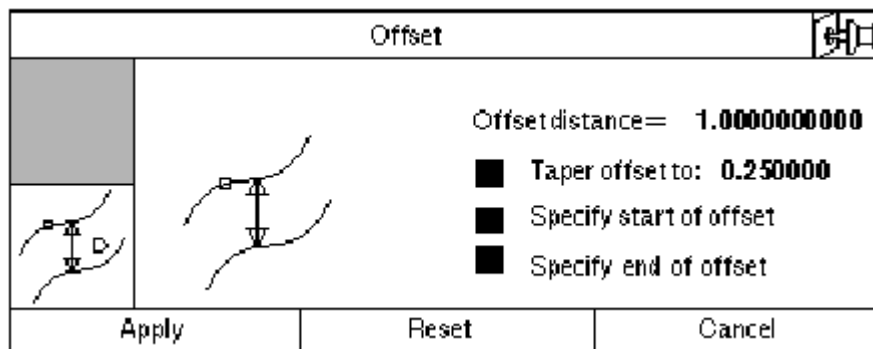 Offset
Offset distance= 1.0000000000
Taper offset to: 0.250000
Specify start of offset
Specify end of offset
D
Apply Reset Cancel